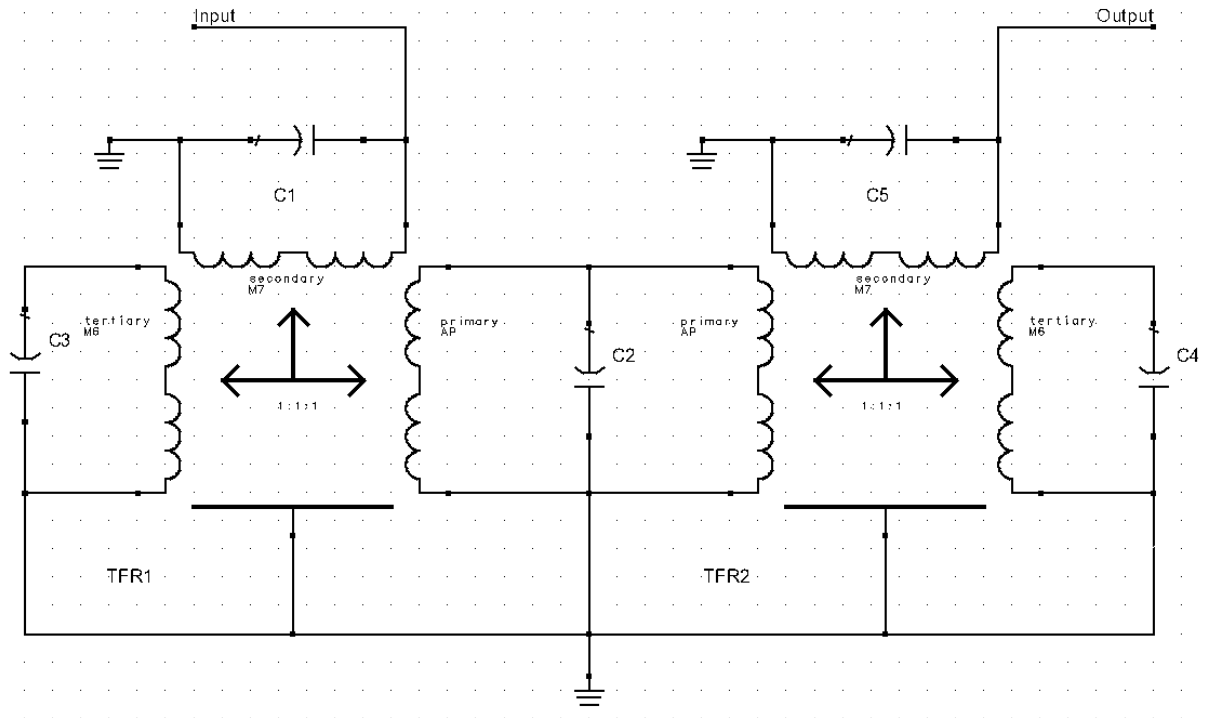 Input
Output
C1
C5
secondary
M7
secondary
M7
tertiary
M6
C3
primary
AP
primary
AP
C2
tertiary
M6
C4
1:1:1
1:1:1
TFR1
TFR2